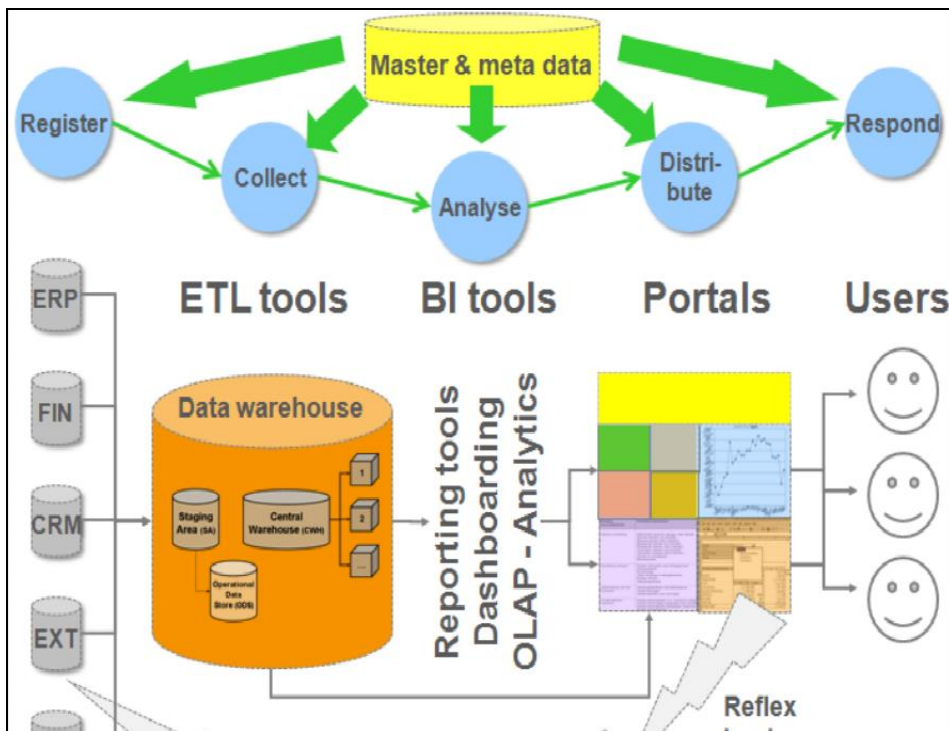 Master & meta data
Register
Collect
Analyse
Distri-
bute
Respond
ETL tools
BI tools
Portals
Users
ERP
FIN
CRM
EXT
Data warehouse
Staging
Area (SA)
Central
Warehouse (CWH)
Operational
Data
Store (ODS)
1
2
....
Reporting tools
Dashboarding
OLAP - Analytics
Reflex